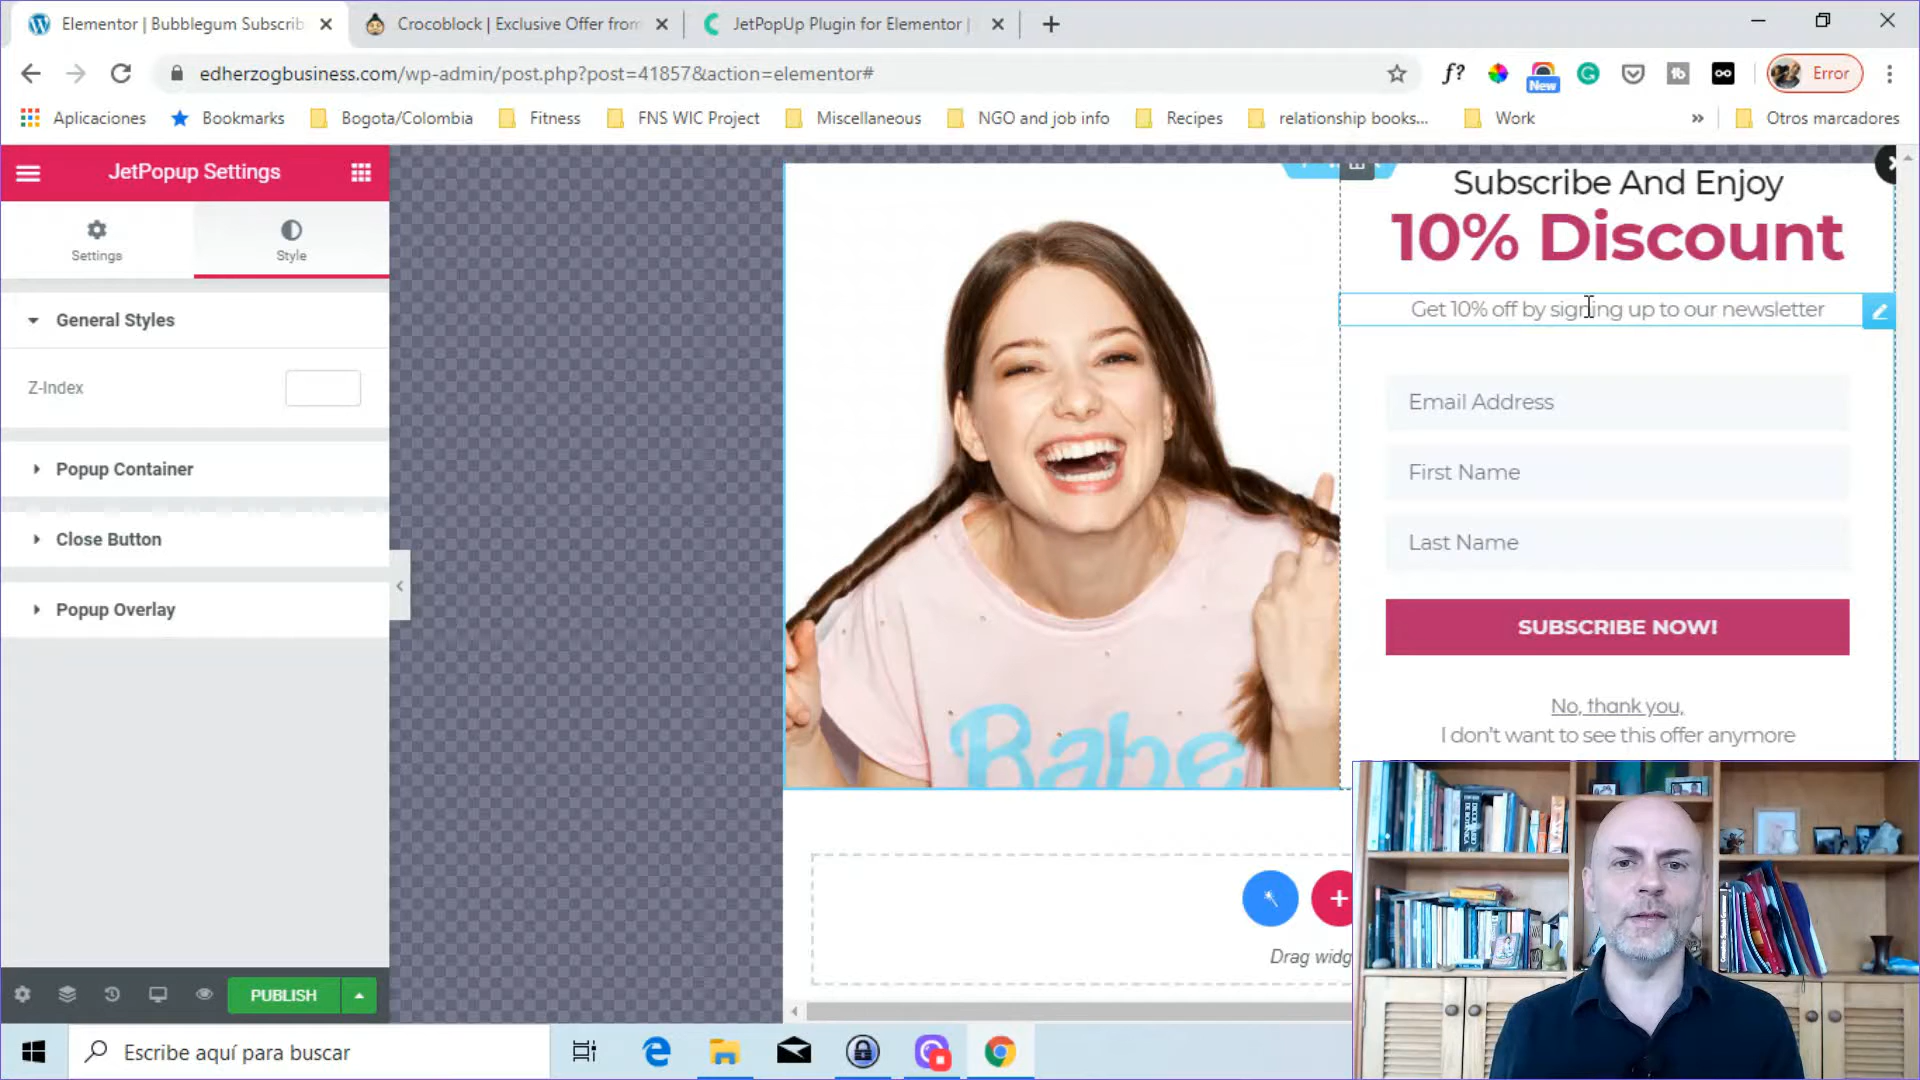 Elementor | Bubblegum Subscrib
Crocoblock | Exclusive Offer from
JetPopUp Plugin for Elementor |
edherzogbusiness.com/wp-admin/post.php?post=41857&action=elementor#
f?
New
tb
Error
Aplicaciones
Bookmarks
Bogota/Colombia
Fitness
FNS WIC Project
Miscellaneous
NGO and job info
Recipes
relationship books...
Work
»
Otros marcadores
JetPopup Settings
Settings
Style
General Styles
Z-Index
Popup Container
Close Button
Popup Overlay
PUBLISH
Subscribe And Enjoy
10% Discount
Get 10% off by signing up to our newsletter
Email Address
First Name
Last Name
SUBSCRIBE NOW!
No, thank you,
I don't want to see this offer anymore
Babe
Drag widg
Escribe aquí para buscar